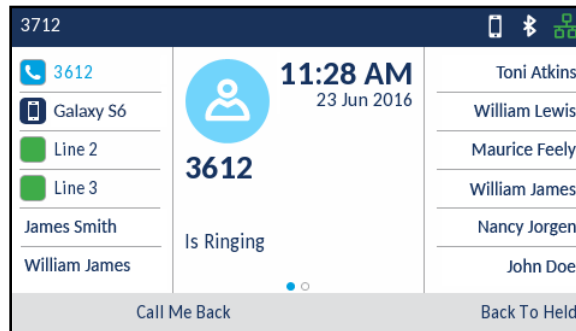 3712
3612
Galaxy S6
Line 2
Line 3
James Smith
William James
11:28 AM
23 Jun 2016
3612
Is Ringing
Toni Atkins
William Lewis
Maurice Feely
William James
Nancy Jorgen
John Doe
Call Me Back
Back To Held